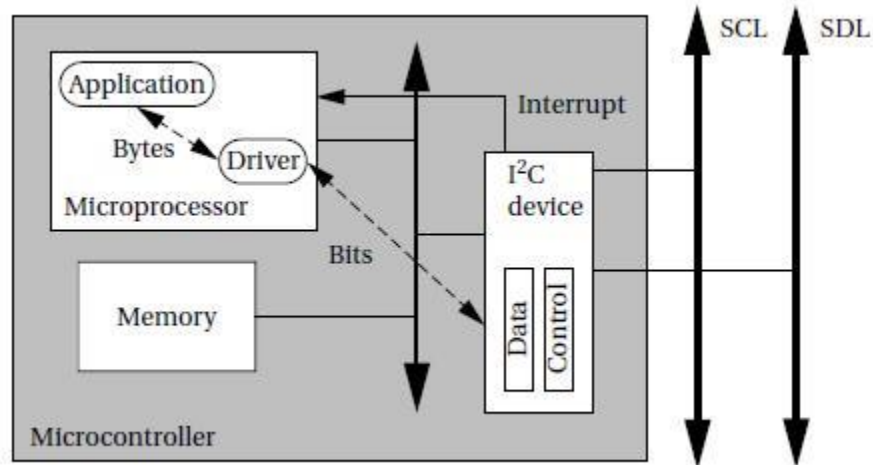 SCL
SDL
Application
Interrupt
Bytes
Driver
I²C
device
Microprocessor
Bits
Memory
Data
Control
Microcontroller